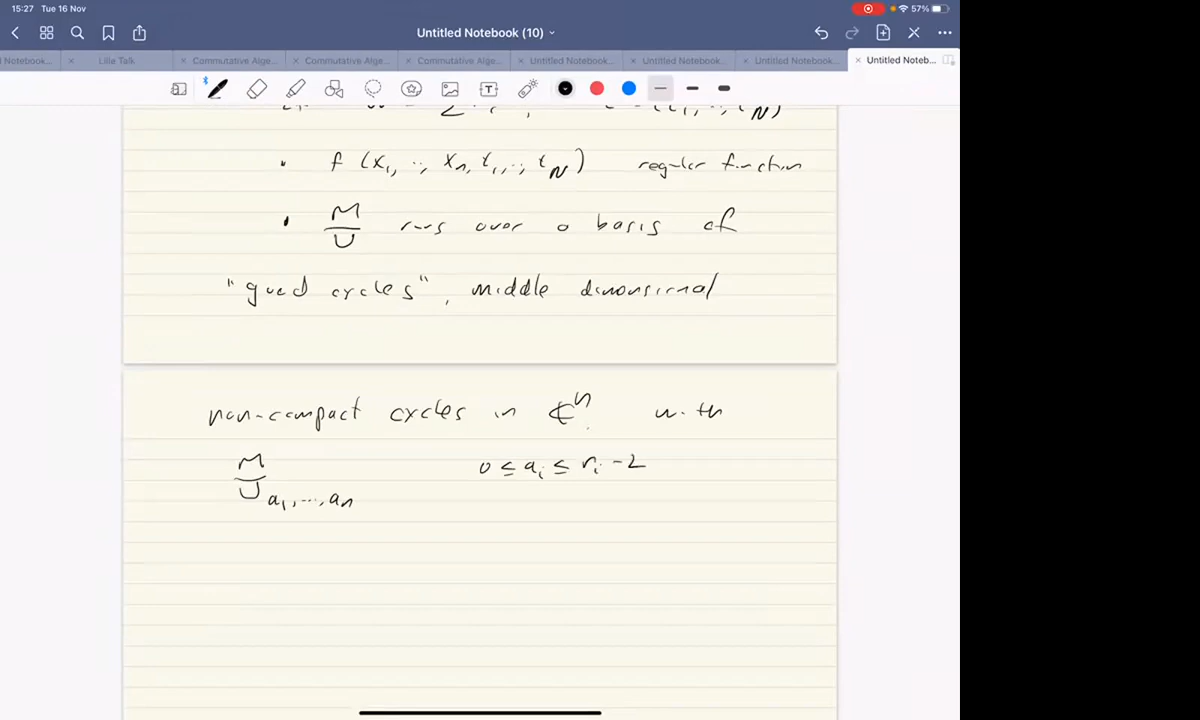 15:27 Tue 16 Nov
57%
Untitled Notebook (10)
Notebook...
Lille Talk
Commutative Alge...
Commutative Alge...
Commutative Alge...
Untitled Notebook...
Untitled Notebook...
Untitled Notebook...
Untitled Noteb...
• f (x₁, .., xₙ, t₁, .., t_N) regular function
• Ξ runs over a basis of
"good cycles", middle dimensional
non-compact cycles in ℂⁿ with
Ξ_{a₁, ..., aₙ} 0 ≤ aᵢ ≤ rᵢ - 2